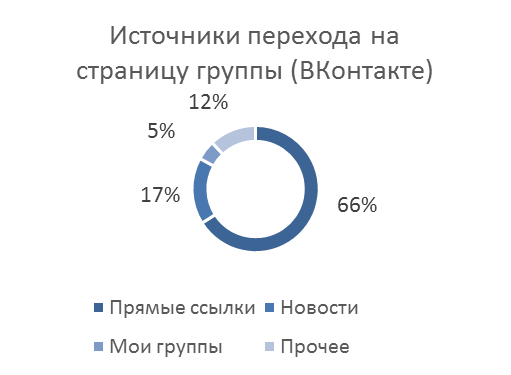 Источники перехода на
страницу группы (ВКонтакте)
12%
5%
17%
66%
Прямые ссылки
Новости
Мои группы
Прочее